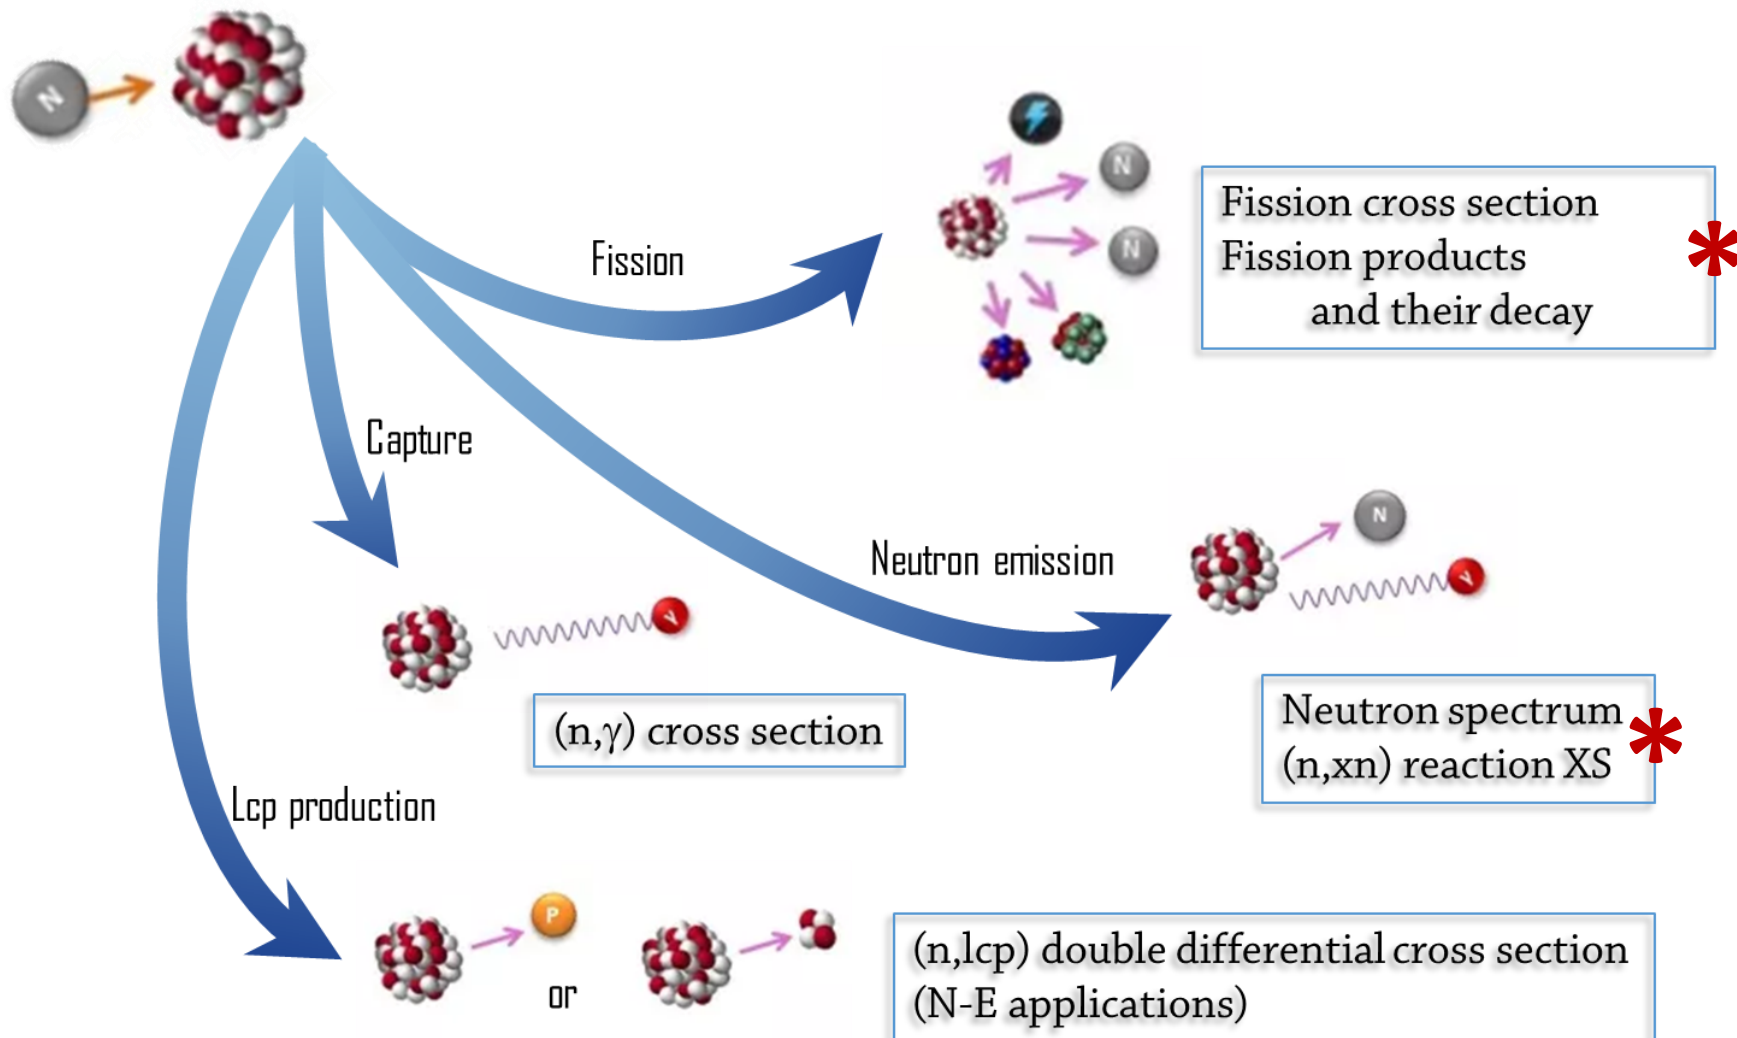 N
N
Fission cross section
Fission products
and their decay
*
Fission
N
Capture
N
Neutron emission
γ
γ
Neutron spectrum
(n,xn) reaction XS
*
(n,γ) cross section
Lcp production
P
or
(n,lcp) double differential cross section
(N-E applications)